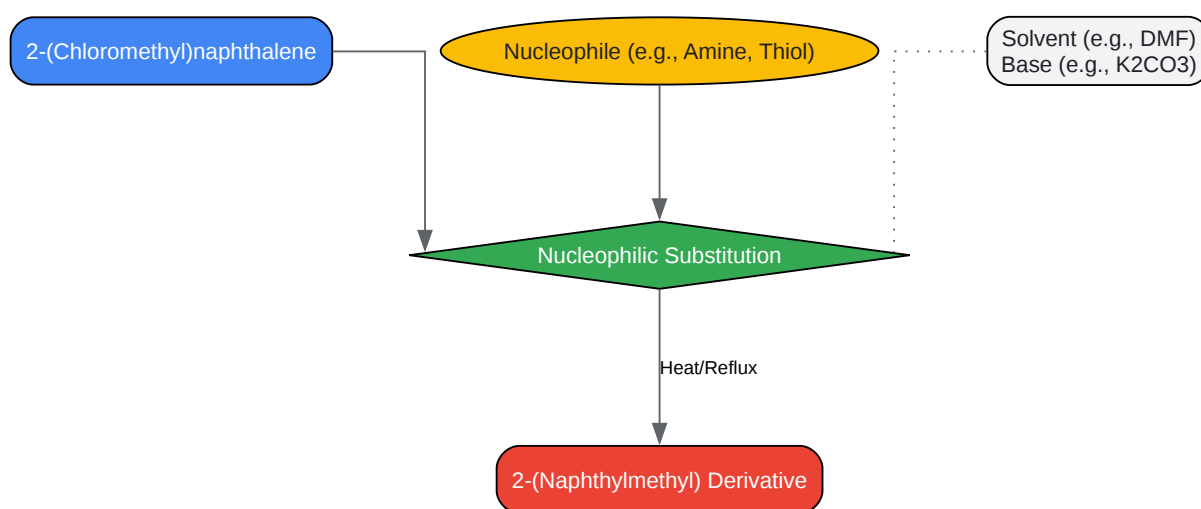 2-(Chloromethyl)naphthalene
Nucleophile (e.g., Amine, Thiol)
Solvent (e.g., DMF)
Base (e.g., K2CO3)
Nucleophilic Substitution
Heat/Reflux
2-(Naphthylmethyl) Derivative